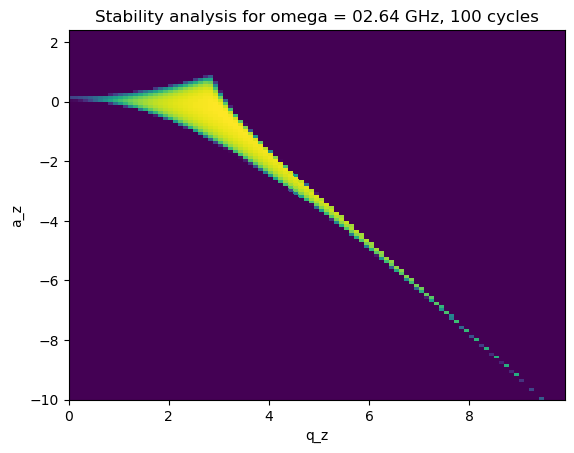 Stability analysis for omega = 02.64 GHz, 100 cycles
2
0
−2
−4
−6
−8
−10
a_z
0 2 4 6 8
q_z